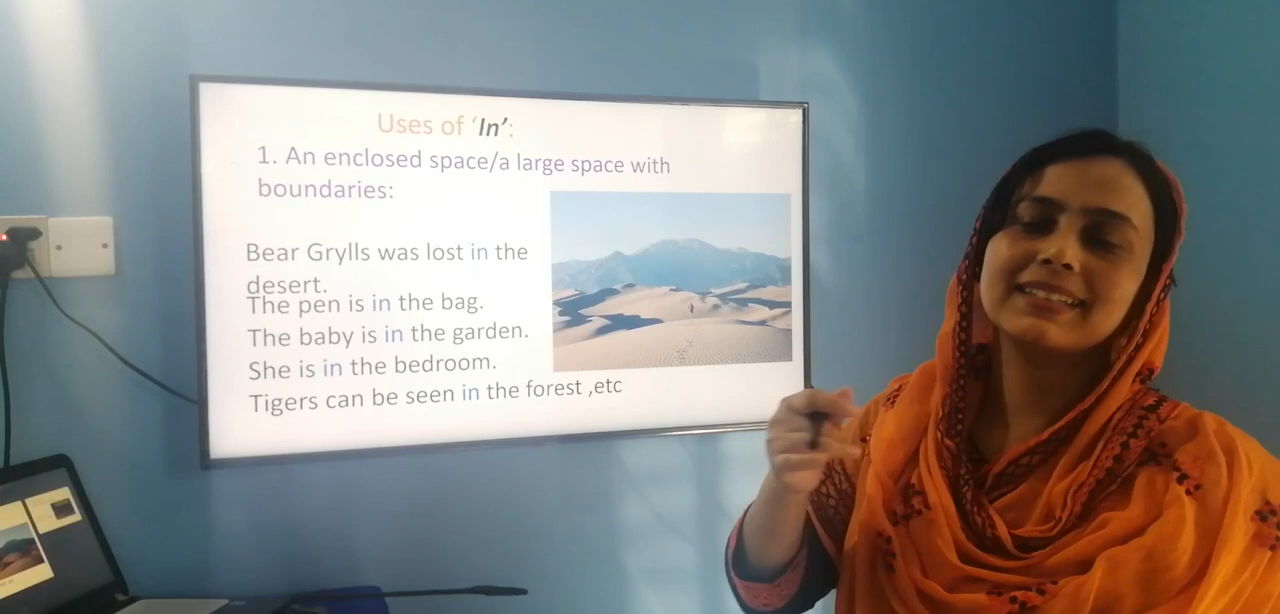 Uses of ‘In’:
1. An enclosed space/a large space with
boundaries:
Bear Grylls was lost in the
desert.
The pen is in the bag.
The baby is in the garden.
She is in the bedroom.
Tigers can be seen in the forest ,etc